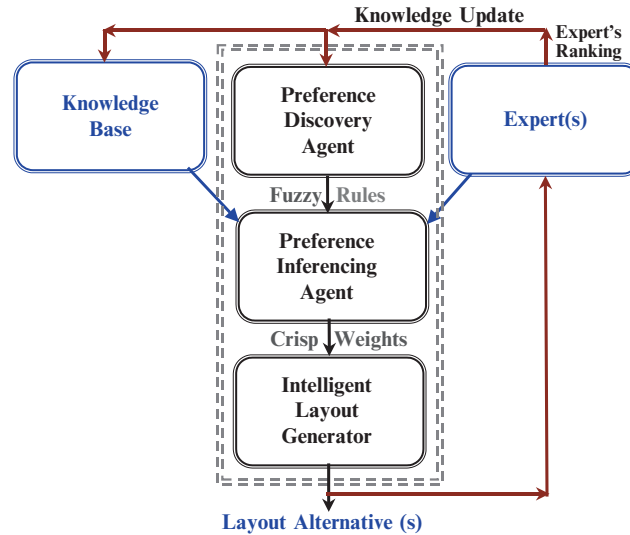 Knowledge Update
Expert's
Ranking
Knowledge
Base
Preference
Discovery
Agent
Expert(s)
Fuzzy Rules
Preference
Inferencing
Agent
Crisp Weights
Intelligent
Layout
Generator
Layout Alternative (s)